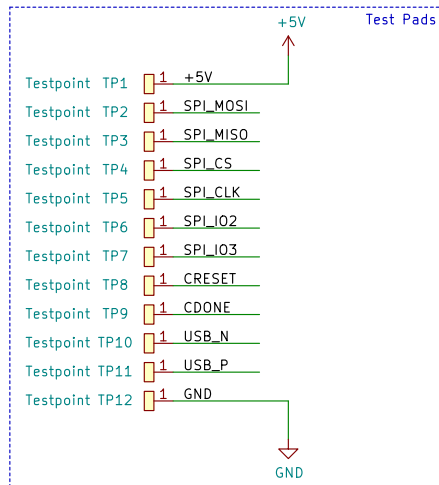 +5V
Test Pads
Testpoint TP1 1 +5V
Testpoint TP2 1 SPI_MOSI
Testpoint TP3 1 SPI_MISO
Testpoint TP4 1 SPI_CS
Testpoint TP5 1 SPI_CLK
Testpoint TP6 1 SPI_IO2
Testpoint TP7 1 SPI_IO3
Testpoint TP8 1 CRESET
Testpoint TP9 1 CDONE
Testpoint TP10 1 USB_N
Testpoint TP11 1 USB_P
Testpoint TP12 1 GND
GND